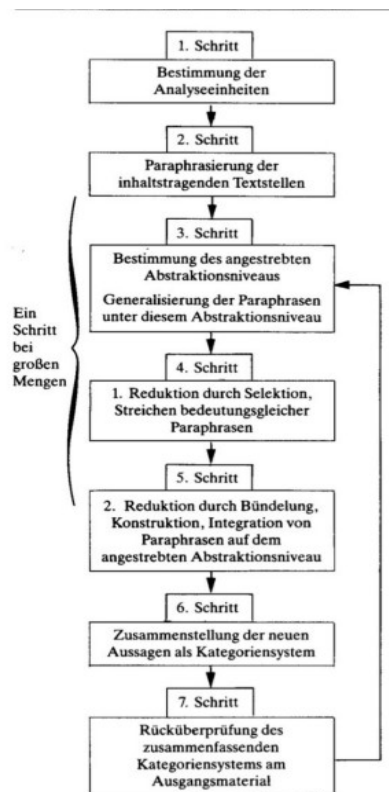 1. Schritt
Bestimmung der
Analyseeinheiten
2. Schritt
Paraphrasierung der
inhaltstragenden Textstellen
3. Schritt
Bestimmung des angestrebten
Abstraktionsniveaus
Generalisierung der Paraphrasen
unter diesem Abstraktionsniveau
Ein
Schritt
bei
großen
Mengen
4. Schritt
1. Reduktion durch Selektion,
Streichen bedeutungsgleicher
Paraphrasen
5. Schritt
2. Reduktion durch Bündelung,
Konstruktion, Integration von
Paraphrasen auf dem
angestrebten Abstraktionsniveau
6. Schritt
Zusammenstellung der neuen
Aussagen als Kategoriensystem
7. Schritt
Rücküberprüfung des
zusammenfassenden
Kategoriensystems am
Ausgangsmaterial